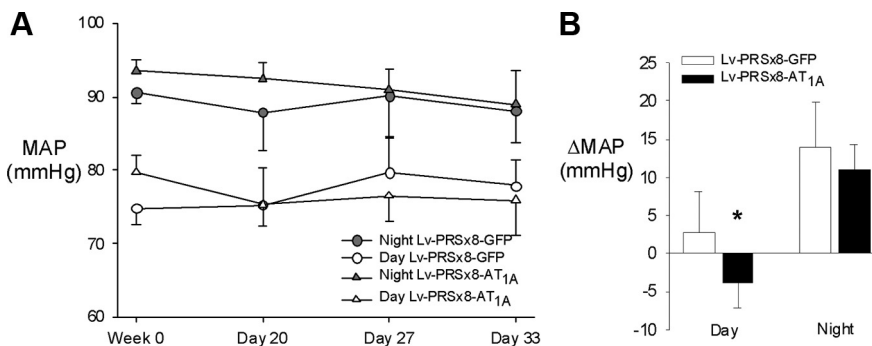 A
100
90
80
70
60
MAP
(mmHg)
Night Lv-PRSx8-GFP
Day Lv-PRSx8-GFP
Night Lv-PRSx8-AT1A
Day Lv-PRSx8-AT1A
Week 0 Day 20 Day 27 Day 33
B
Lv-PRSx8-GFP
Lv-PRSx8-AT1A
25
20
15
10
5
0
-5
-10
ΔMAP
(mmHg)
*
Day Night